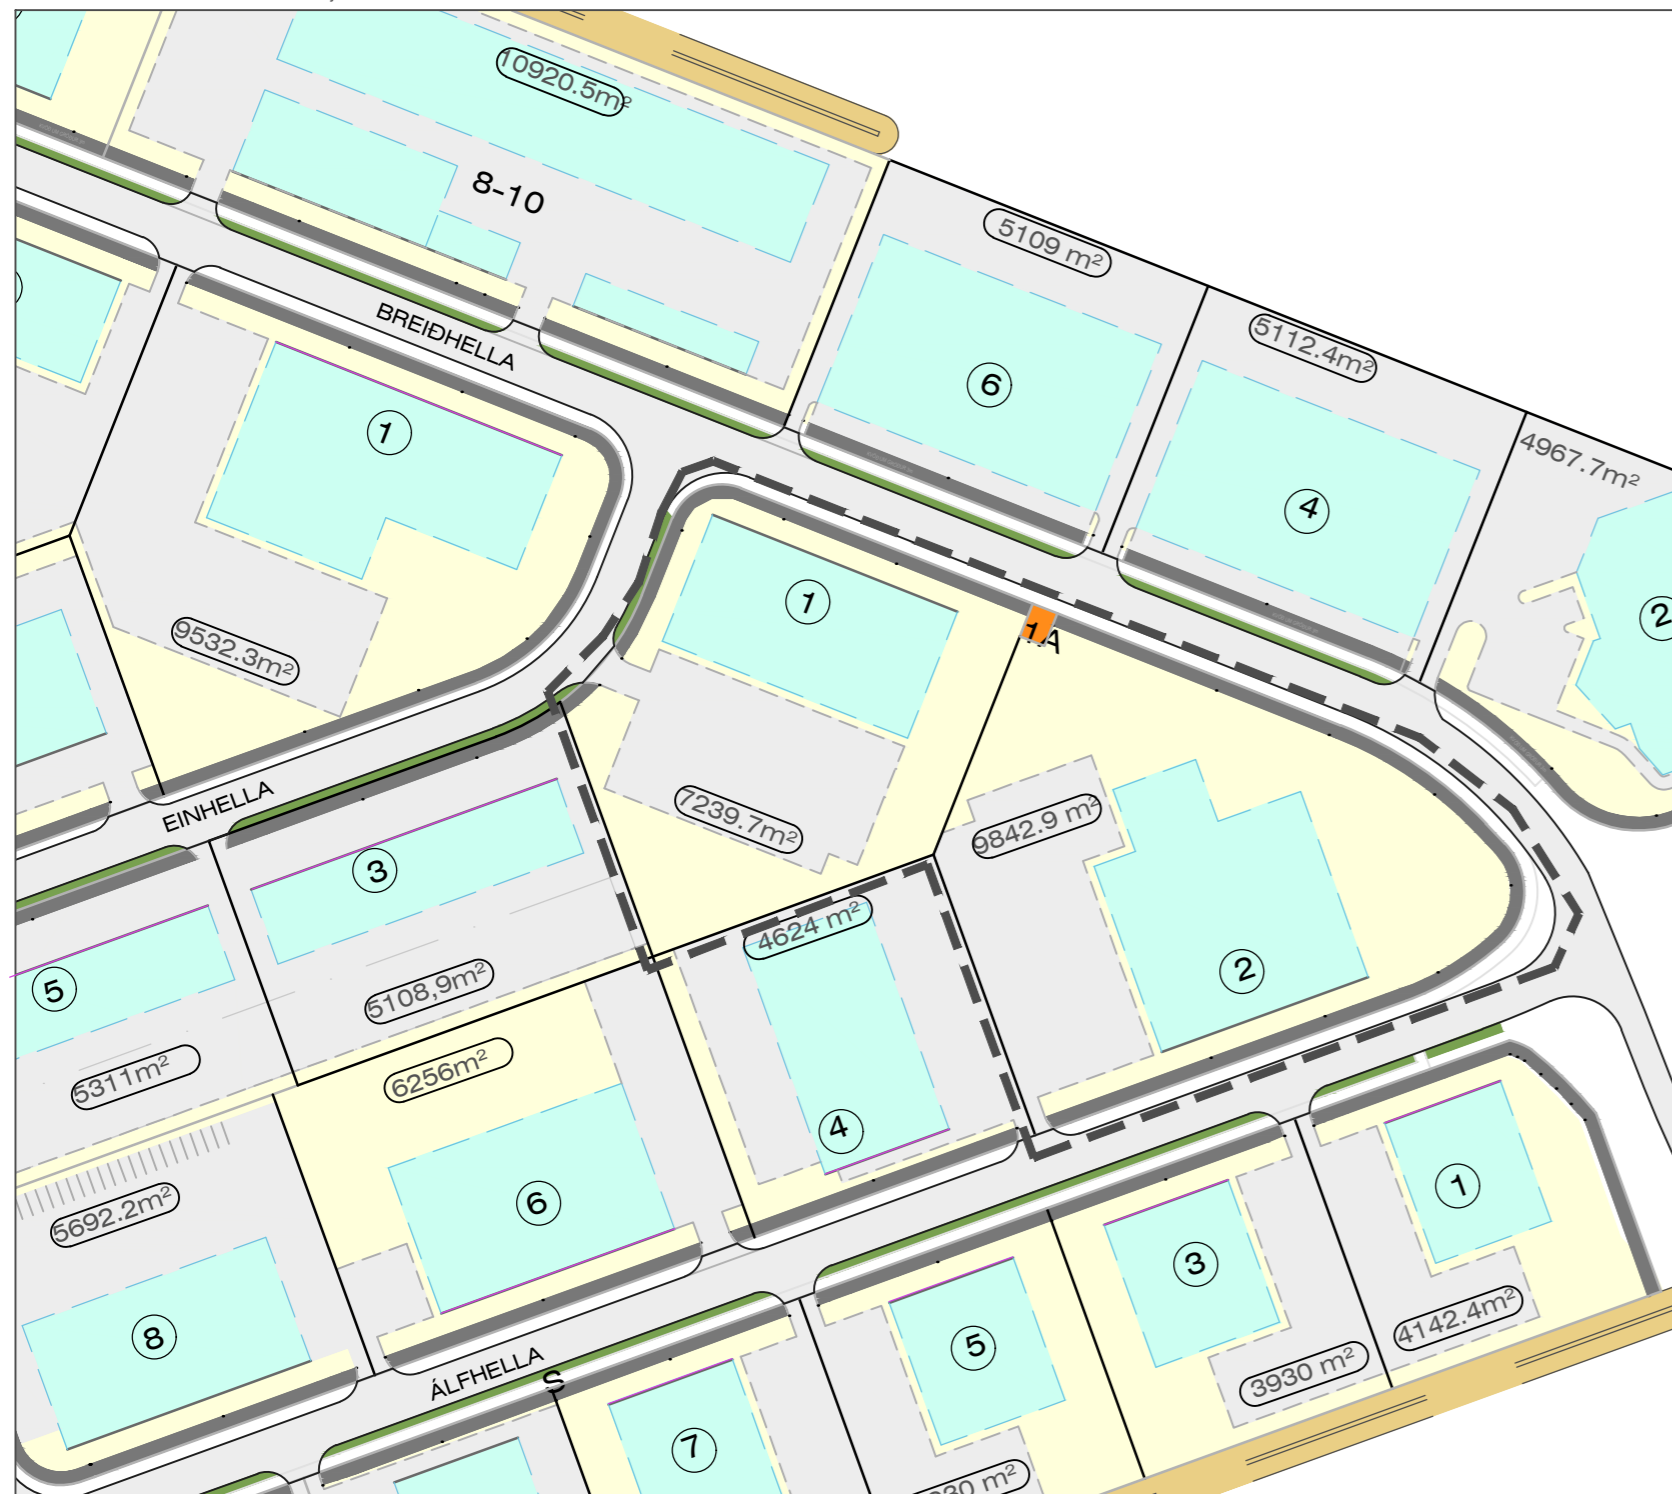 10920.5m²
8-10
5109 m²
5112.4m²
4967.7m²
BREIÐHELLA
6
4
2
1
1
1A
9532.3m²
7239.7m²
9842.9 m²
EINHELLA
3
4624 m²
2
5
5108,9m²
5311m²
6256m²
4
5692.2m²
6
8
1
3
5
4142.4m²
3930 m²
ÁLFHELLA
S
7